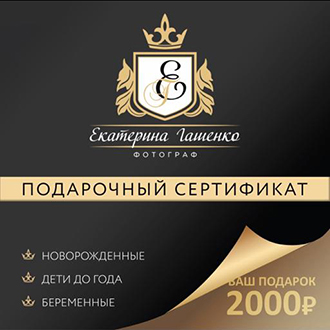 Е
Екатерина Гашенко
ФОТОГРАФ
ПОДАРОЧНЫЙ СЕРТИФИКАТ
НОВОРОЖДЕННЫЕ
ДЕТИ ДО ГОДА
БЕРЕМЕННЫЕ
ВАШ ПОДАРОК
2000₽